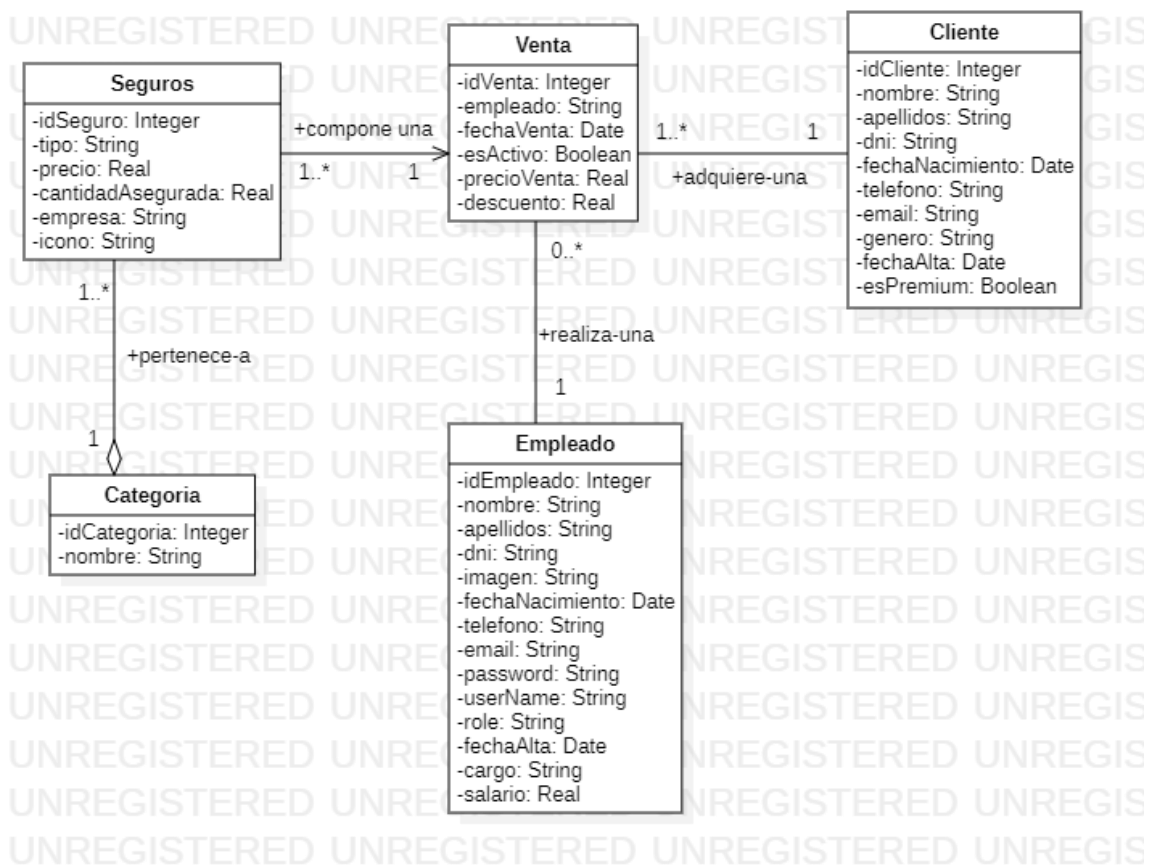 Seguros
-idSeguro: Integer
-tipo: String
-precio: Real
-cantidadAsegurada: Real
-empresa: String
-icono: String
+compone una
1..*
1
Venta
-idVenta: Integer
-empleado: String
-fechaVenta: Date
-esActivo: Boolean
-precioVenta: Real
-descuento: Real
1..*
1
+adquiere-una
Cliente
-idCliente: Integer
-nombre: String
-apellidos: String
-dni: String
-fechaNacimiento: Date
-telefono: String
-email: String
-genero: String
-fechaAlta: Date
-esPremium: Boolean
1..*
+pertenece-a
1
Categoria
-idCategoria: Integer
-nombre: String
0..*
+realiza-una
1
Empleado
-idEmpleado: Integer
-nombre: String
-apellidos: String
-dni: String
-imagen: String
-fechaNacimiento: Date
-telefono: String
-email: String
-password: String
-userName: String
-role: String
-fechaAlta: Date
-cargo: String
-salario: Real
UNREGISTERED